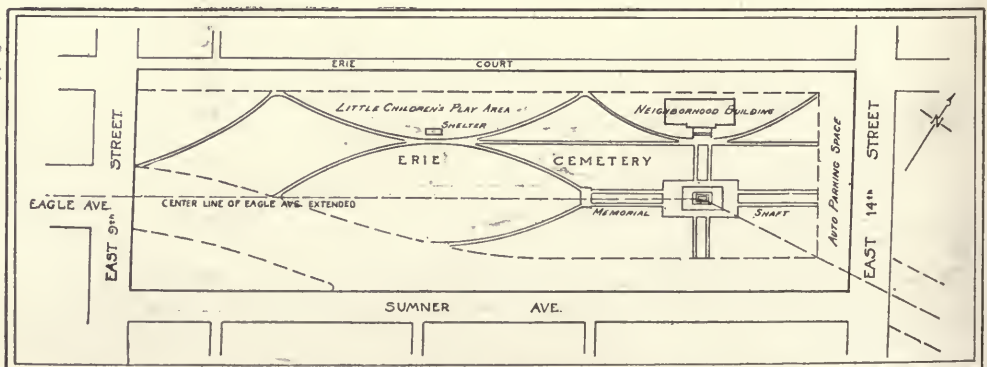 ERIE COURT
LITTLE CHILDREN'S PLAY AREA
SHELTER
NEIGHBORHOOD BUILDING
ERIE CEMETERY
EAGLE AVE.
CENTER LINE OF EAGLE AVE. EXTENDED
MEMORIAL SHAFT
AUTO PARKING SPACE
EAST 9th STREET
EAST 14th STREET
SUMNER AVE.
N